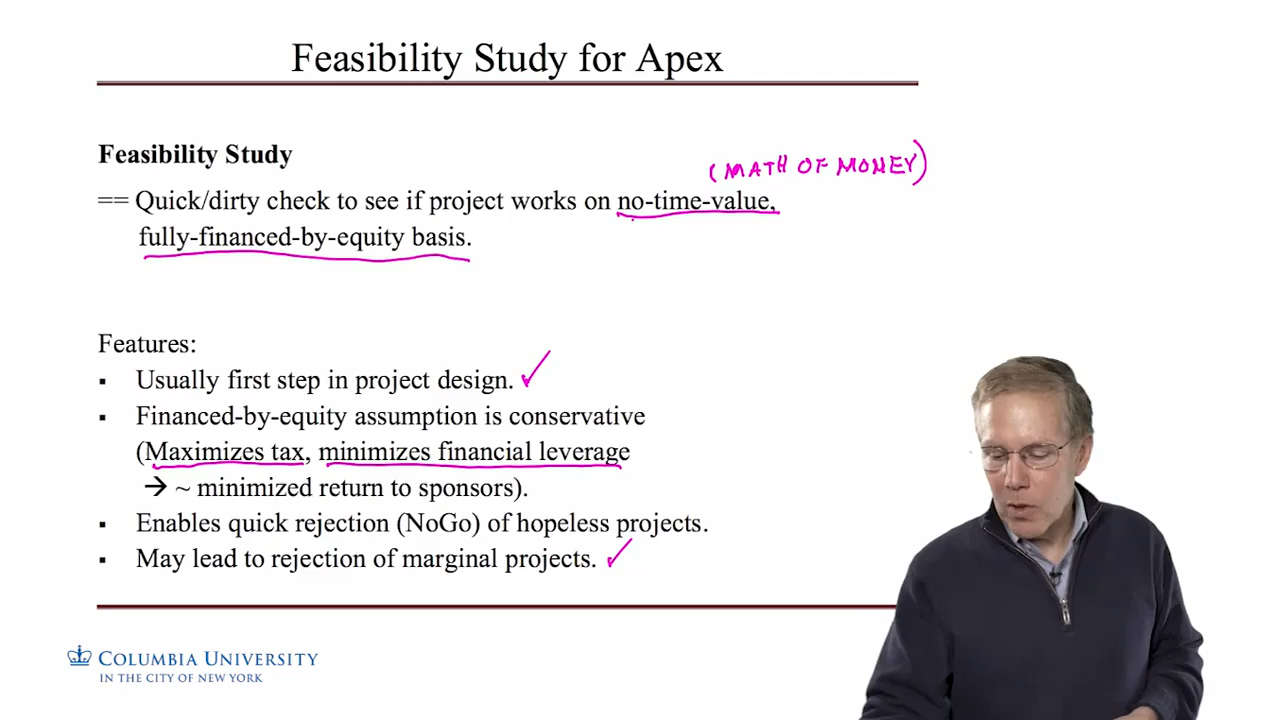 Feasibility Study for Apex
Feasibility Study
(MATH OF MONEY)
== Quick/dirty check to see if project works on no-time-value,
fully-financed-by-equity basis.
Features:
▪ Usually first step in project design. ✓
▪ Financed-by-equity assumption is conservative
(Maximizes tax, minimizes financial leverage
→ ~ minimized return to sponsors).
▪ Enables quick rejection (NoGo) of hopeless projects.
▪ May lead to rejection of marginal projects. ✓
COLUMBIA UNIVERSITY
IN THE CITY OF NEW YORK